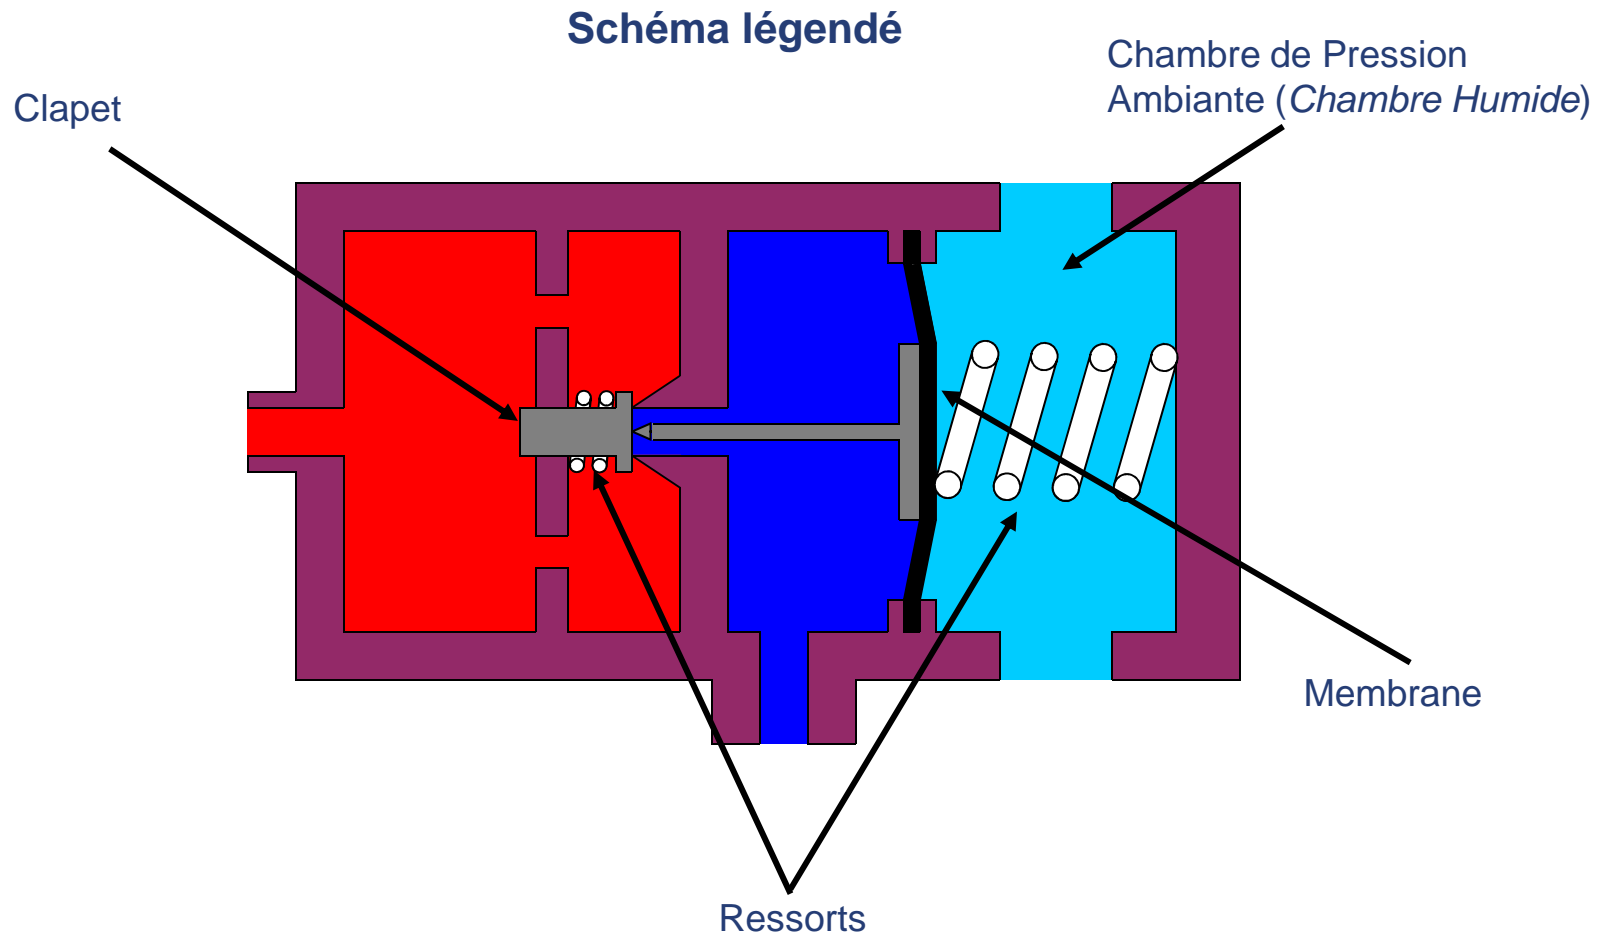 Schéma légendé
Chambre de Pression
Ambiante (Chambre Humide)
Clapet
Membrane
Ressorts